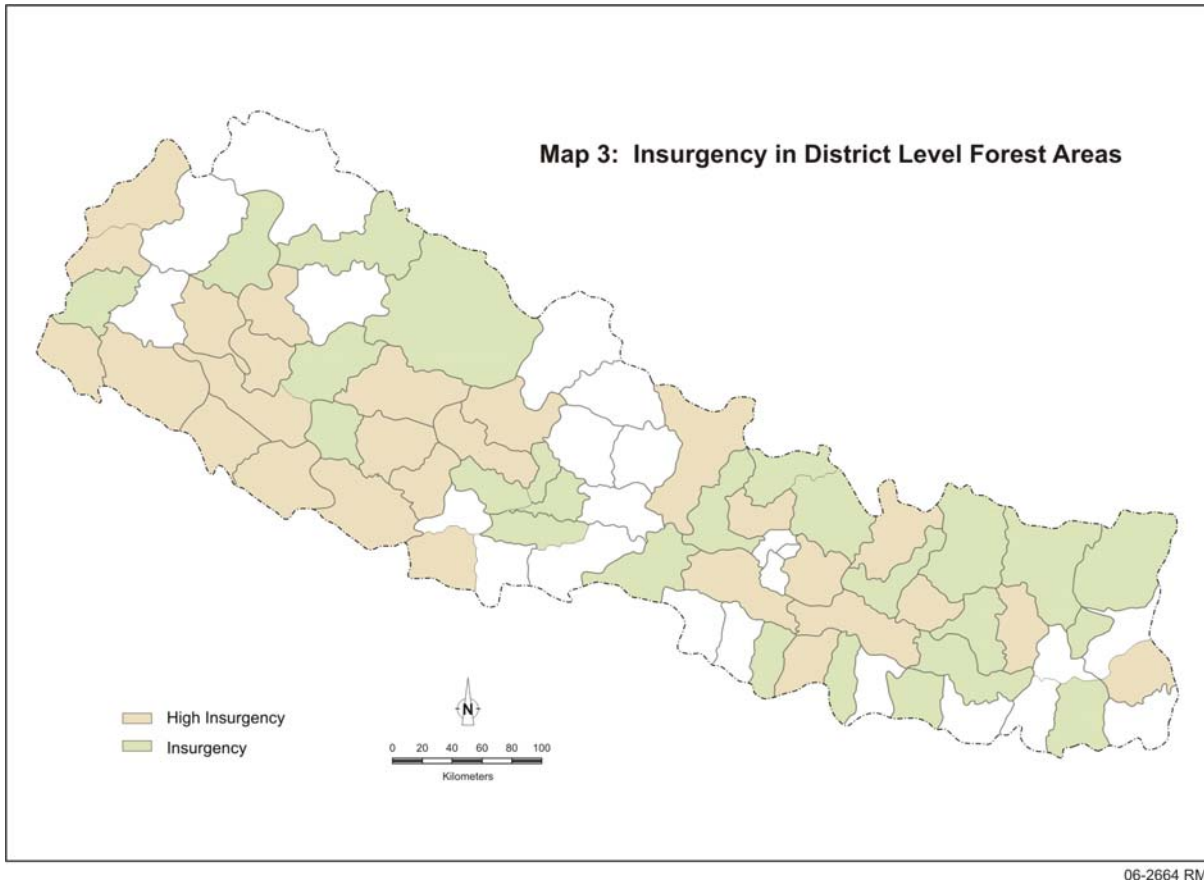 Map 3: Insurgency in District Level Forest Areas
High Insurgency
Insurgency
N
0 20 40 60 80 100
Kilometers
06-2664 RM